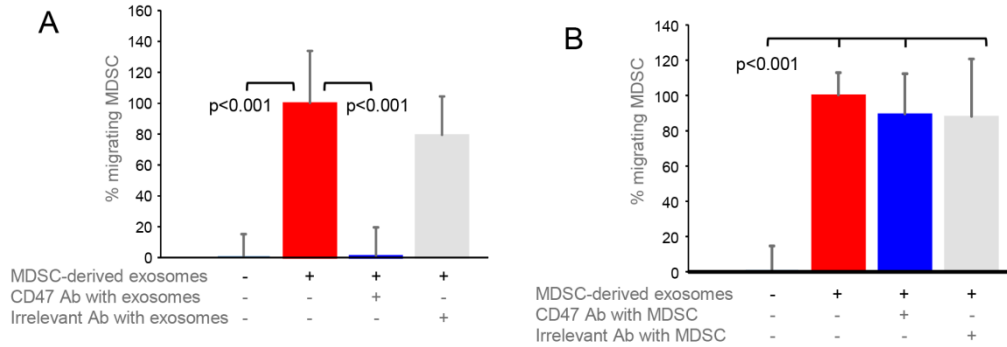 A
% migrating MDSC
160
140
120
100
80
60
40
20
0
p<0.001
p<0.001
MDSC-derived exosomes - + + +
CD47 Ab with exosomes - - + -
Irrelevant Ab with exosomes - - - +
B
% migrating MDSC
140
120
100
80
60
40
20
0
p<0.001
MDSC-derived exosomes - + + +
CD47 Ab with MDSC - - + -
Irrelevant Ab with MDSC - - - +